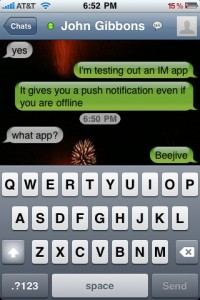 AT&T 6:52 PM 15%
Chats John Gibbons
yes
I'm testing out an IM app
It gives you a push notification even if
you are offline
6:50 PM
what app?
Beejive
Q W E R T Y U I O P
A S D F G H J K L
Z X C V B N M
.?123 space Send